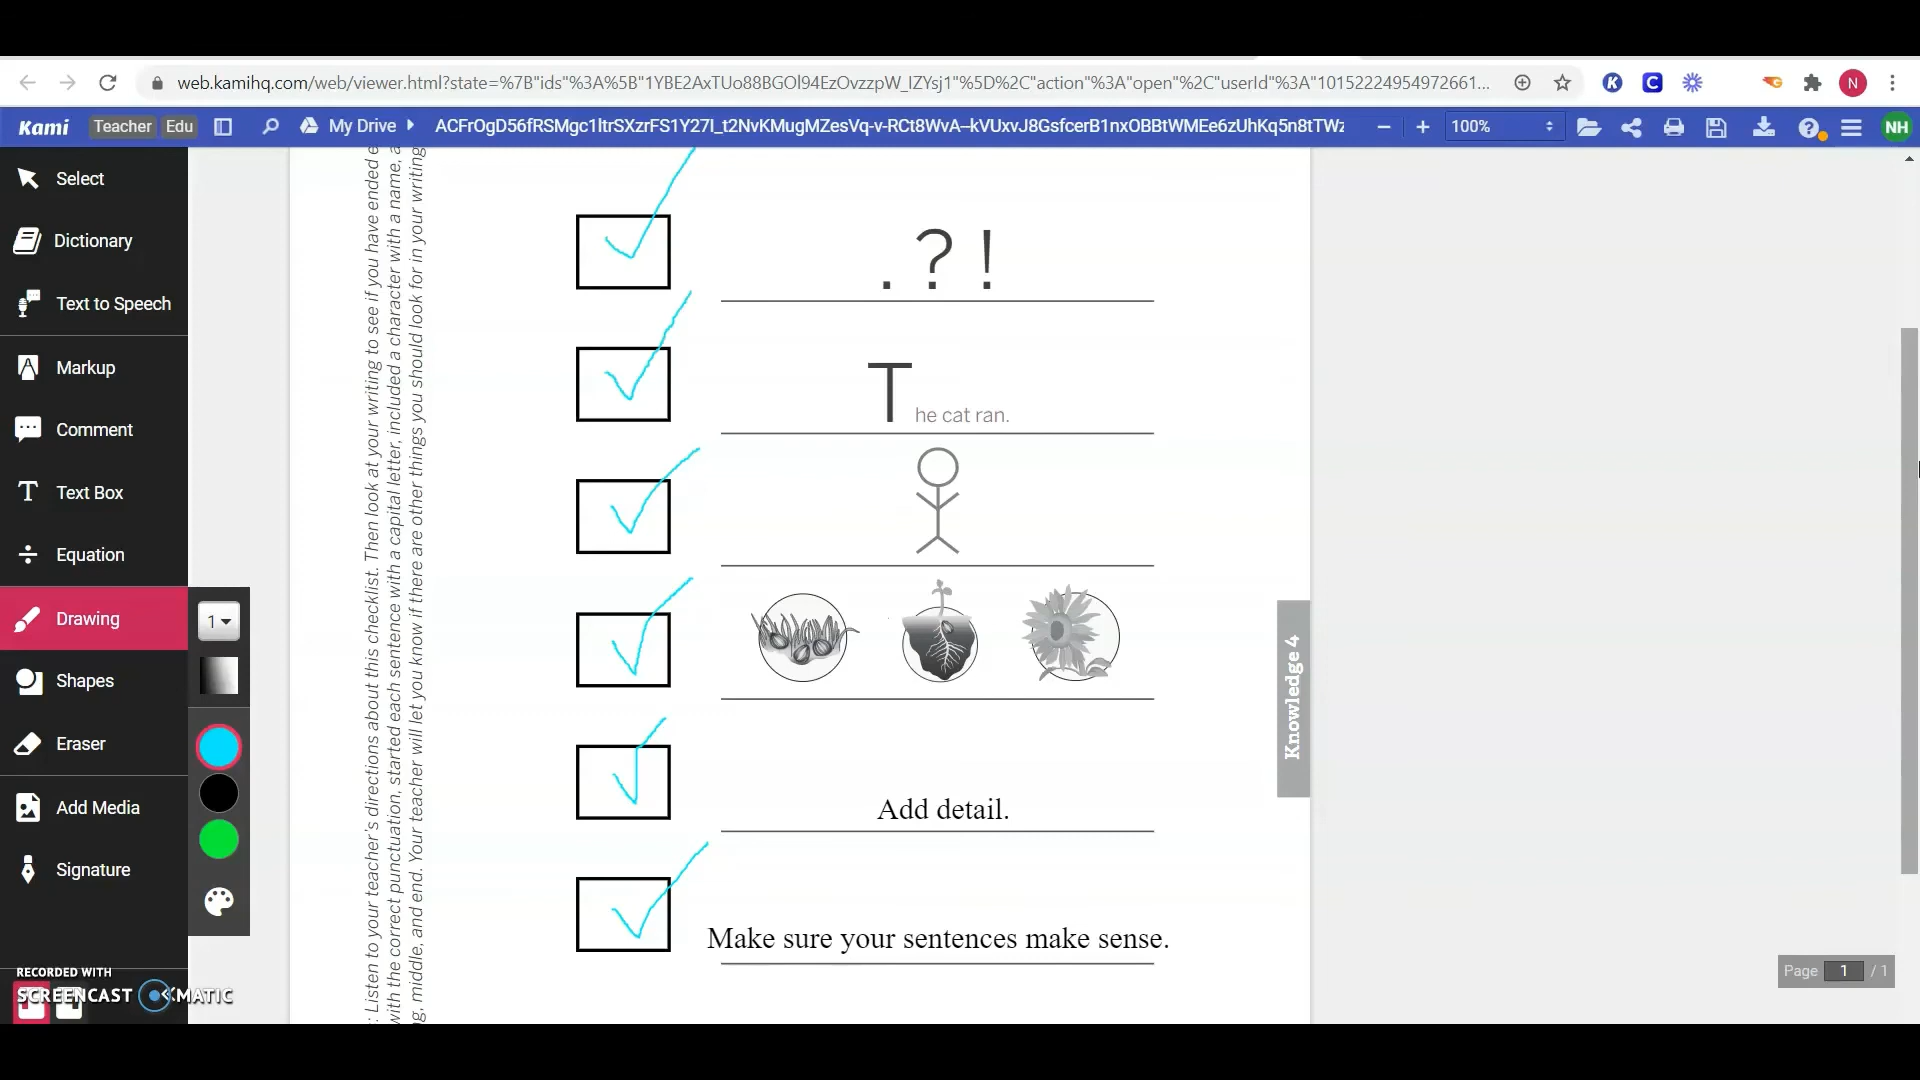 web.kamihq.com/web/viewer.html?state=%7B"ids"%3A%5B"1YBE2AxTUo88BGOl94EzOvzzpW_IZYsj1"%5D%2C"action"%3A"open"%2C"userId"%3A"10152224954972661...
N
Kami Teacher Edu My Drive ACFrOgD56fRSMgc1ltrSXzrFS1Y27l_t2NvKMugMZesVq-v-RCt8WvA–kVUxvJ8GsfcerB1nxOBBtWMEe6zUhKq5n8tTWz 100% NH
Select
Dictionary
Text to Speech
Markup
Comment
Text Box
Equation
Drawing
1
Shapes
Eraser
Add Media
Signature
RECORDED WITH
SCREENCAST MATIC
: Listen to your teacher's directions about this checklist. Then look at your writing to see if you have ended e
with the correct punctuation, started each sentence with a capital letter, included a character with a name, a
g, middle, and end. Your teacher will let you know if there are other things you should look for in your writing
. ? !
The cat ran.
Add detail.
Make sure your sentences make sense.
Knowledge 4
Page 1 / 1